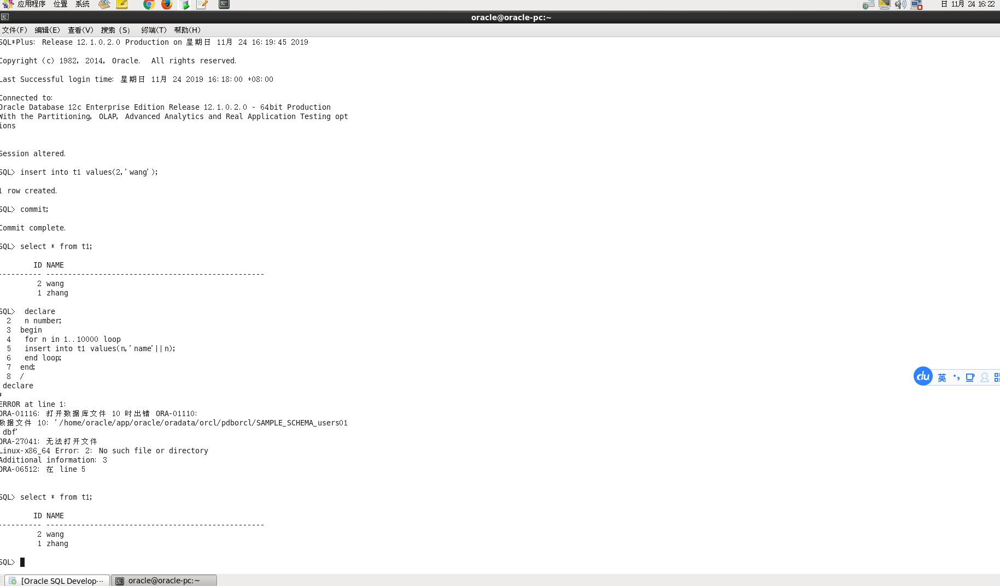 应用程序 位置 系统
日 11月 24 16:22
oracle@oracle-pc:~
文件(F) 编辑(E) 查看(V) 搜索 (S) 终端(T) 帮助(H)
SQL*Plus: Release 12.1.0.2.0 Production on 星期日 11月 24 16:19:45 2019
Copyright (c) 1982, 2014, Oracle.  All rights reserved.
Last Successful login time: 星期日 11月 24 2019 16:18:00 +08:00
Connected to:
Oracle Database 12c Enterprise Edition Release 12.1.0.2.0 - 64bit Production
With the Partitioning, OLAP, Advanced Analytics and Real Application Testing opt
ions
Session altered.
SQL> insert into t1 values(2,'wang');
1 row created.
SQL> commit;
Commit complete.
SQL> select * from t1;
        ID NAME
---------- --------------------------------------------------
         2 wang
         1 zhang
SQL>  declare
  2   n number;
  3  begin
  4   for n in 1..10000 loop
  5   insert into t1 values(n,'name'||n);
  6   end loop;
  7  end;
  8  /
 declare
*
ERROR at line 1:
ORA-01116: 打开数据库文件 10 时出错 ORA-01110:
数据文件 10: '/home/oracle/app/oracle/oradata/orcl/pdborcl/SAMPLE_SCHEMA_users01
dbf'
ORA-27041: 无法打开文件
Linux-x86_64 Error: 2: No such file or directory
Additional information: 3
ORA-06512: 在 line 5
SQL> select * from t1;
        ID NAME
---------- --------------------------------------------------
         2 wang
         1 zhang
SQL>
du 英
[Oracle SQL Develop··· oracle@oracle-pc:~